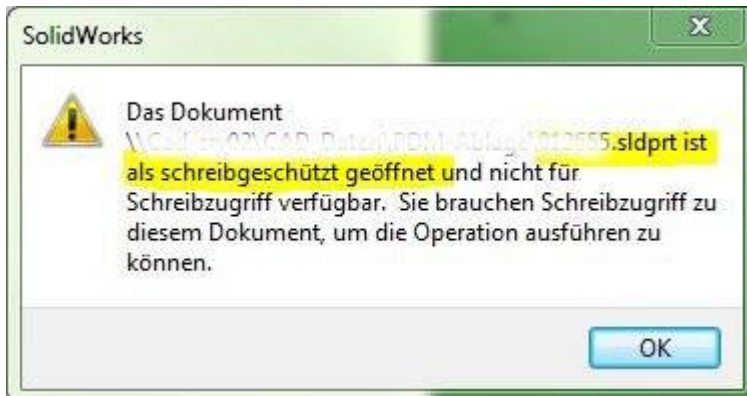 SolidWorks
Das Dokument
.sldprt ist
als schreibgeschützt geöffnet und nicht für
Schreibzugriff verfügbar. Sie brauchen Schreibzugriff zu
diesem Dokument, um die Operation ausführen zu
können.
OK